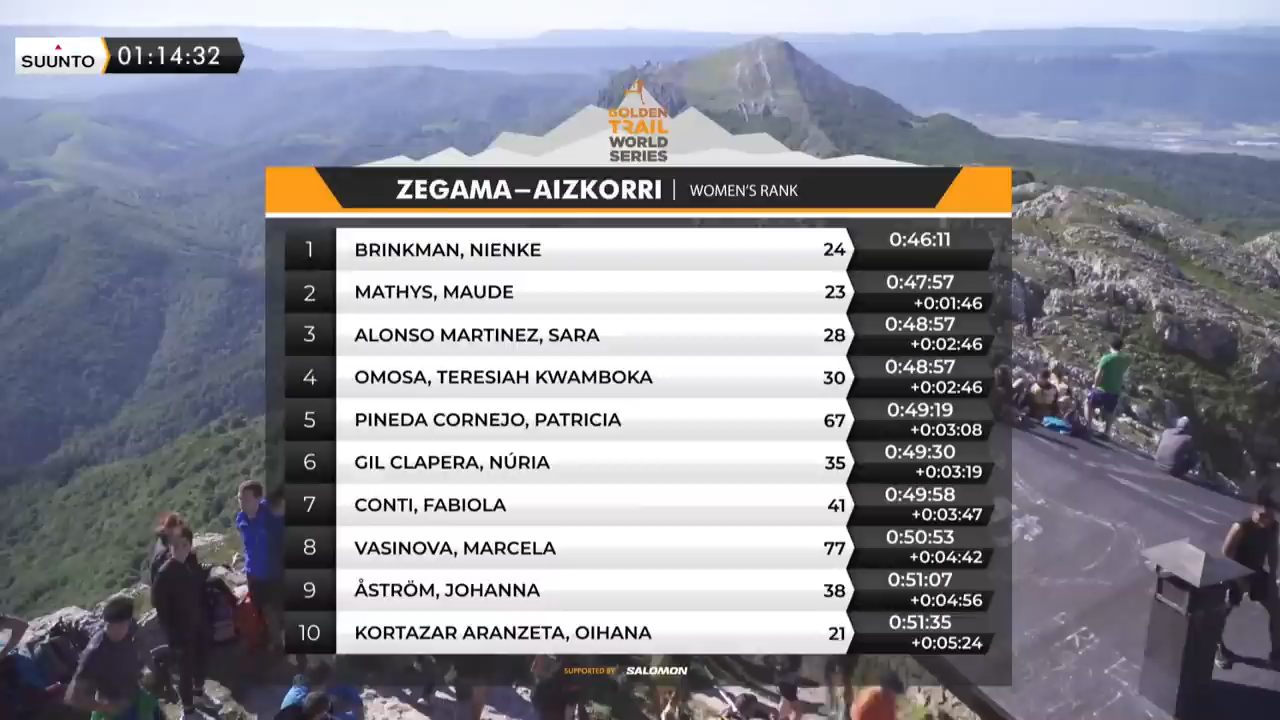 SUUNTO 01:14:32
GOLDEN
TRAIL
WORLD
SERIES
ZEGAMA–AIZKORRI | WOMEN'S RANK
1 BRINKMAN, NIENKE 24 0:46:11
2 MATHYS, MAUDE 23 0:47:57
+0:01:46
3 ALONSO MARTINEZ, SARA 28 0:48:57
+0:02:46
4 OMOSA, TERESIAH KWAMBOKA 30 0:48:57
+0:02:46
5 PINEDA CORNEJO, PATRICIA 67 0:49:19
+0:03:08
6 GIL CLAPERA, NÚRIA 35 0:49:30
+0:03:19
7 CONTI, FABIOLA 41 0:49:58
+0:03:47
8 VASINOVA, MARCELA 77 0:50:53
+0:04:42
9 ÅSTRÖM, JOHANNA 38 0:51:07
+0:04:56
10 KORTAZAR ARANZETA, OIHANA 21 0:51:35
+0:05:24
SUPPORTED BY SALOMON